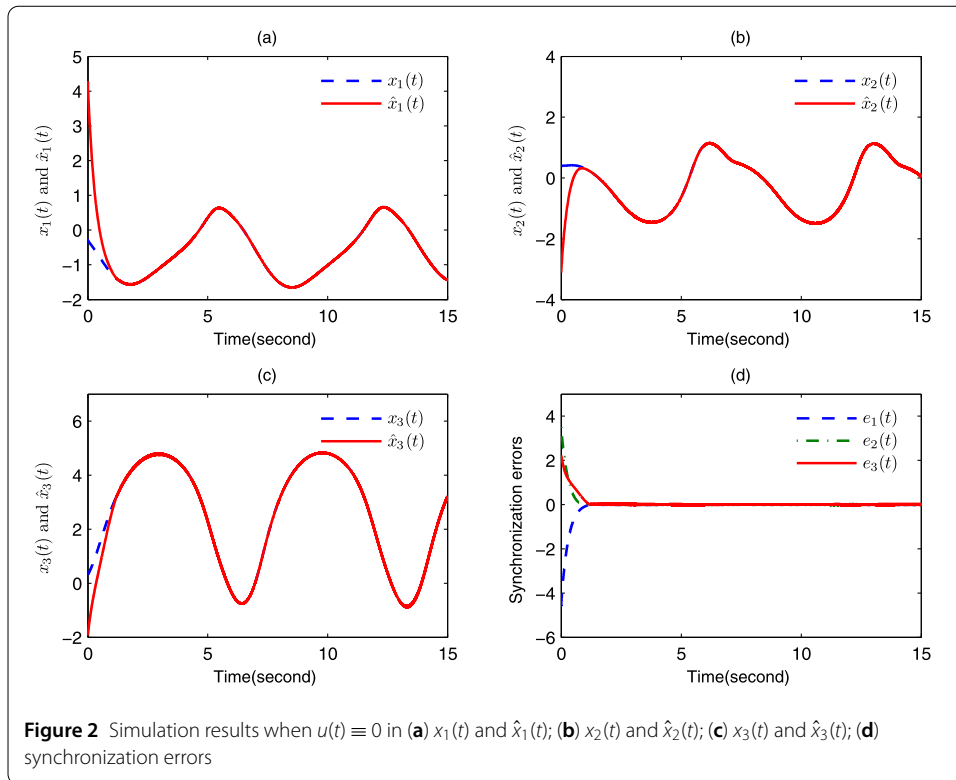 (a)
x₁(t) and x̂₁(t)
5
4
3
2
1
0
−1
−2
0
5
10
15
Time(second)
x₁(t)
x̂₁(t)
(b)
x₂(t) and x̂₂(t)
4
2
0
−2
−4
0
5
10
15
Time(second)
x₂(t)
x̂₂(t)
(c)
x₃(t) and x̂₃(t)
6
4
2
0
−2
0
5
10
15
Time(second)
x₃(t)
x̂₃(t)
(d)
Synchronization errors
4
2
0
−2
−4
−6
0
5
10
15
Time(second)
e₁(t)
e₂(t)
e₃(t)
Figure 2 Simulation results when u(t) ≡ 0 in (a) x₁(t) and x̂₁(t); (b) x₂(t) and x̂₂(t); (c) x₃(t) and x̂₃(t); (d)
synchronization errors